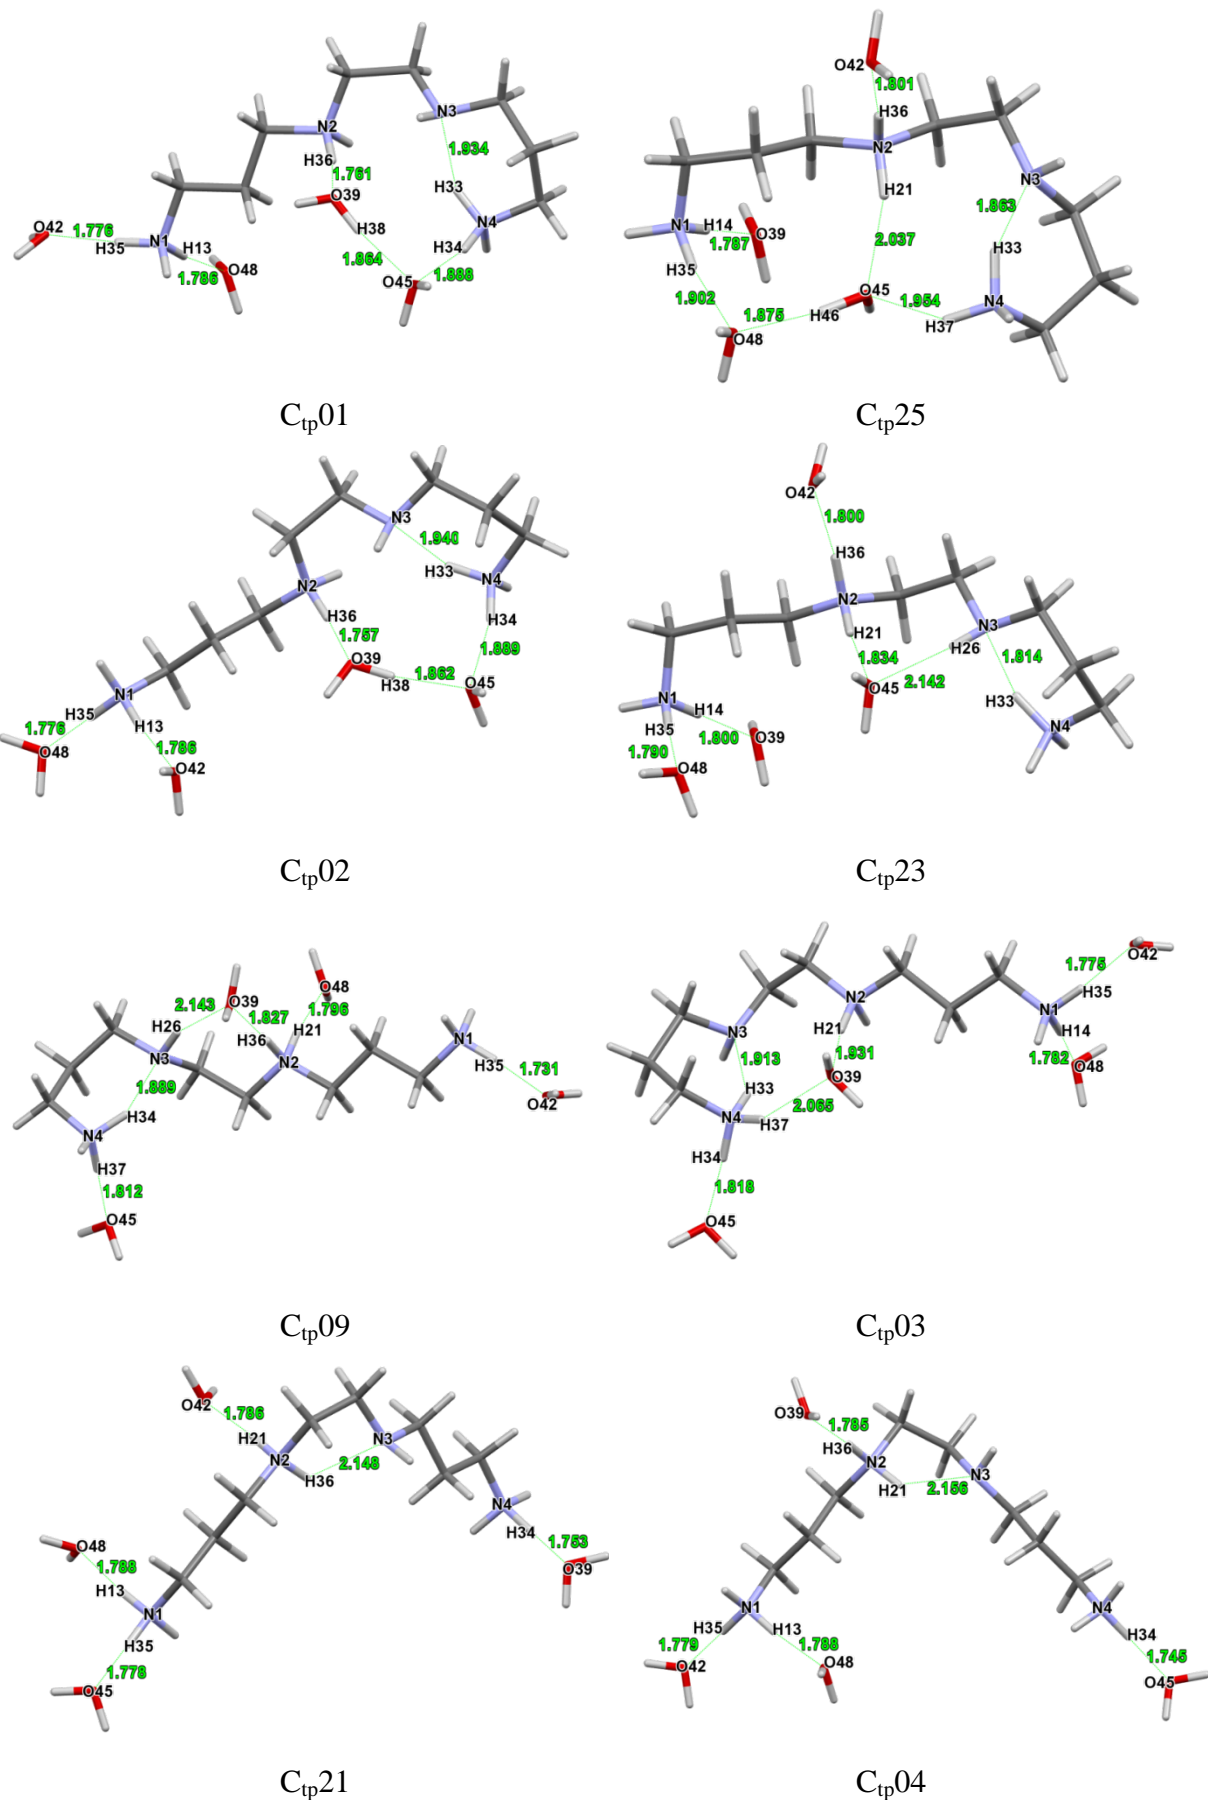 O42
1.776
H35
N1
H13
1.786
O48
N2
H36
1.761
O39
H38
1.864
O45
1.888
H34
N4
H33
1.934
N3
C_tp01
O42
1.801
H36
N2
H21
2.037
N3
1.863
H33
N4
H37
1.954
O45
H46
1.875
O48
1.902
H35
N1
H14
1.787
O39
C_tp25
N3
1.940
H33
N4
H34
1.889
O45
1.862
H38
O39
1.757
H36
N2
N1
H35
H13
1.776
O48
1.786
O42
C_tp02
O42
1.800
H36
N2
H21
1.834
O45
2.142
H26
N3
1.814
H33
N4
N1
H14
H35
1.800
O39
1.790
O48
C_tp23
O48
O39
2.143
1.827
1.796
H26
H36
H21
N3
N2
N1
H35
1.731
O42
1.889
H34
N4
H37
1.812
O45
C_tp09
O42
1.775
H35
N1
H14
1.782
O48
N2
H21
1.931
O39
N3
1.913
H33
2.065
N4
H37
H34
1.818
O45
C_tp03
O42
1.786
H21
N2
H36
2.148
N3
N4
H34
1.753
O39
O48
1.788
H13
N1
H35
1.778
O45
C_tp21
O39
1.785
H36
N2
H21
2.156
N3
N1
H35
H13
1.779
O42
1.788
O48
N4
H34
1.745
O45
C_tp04